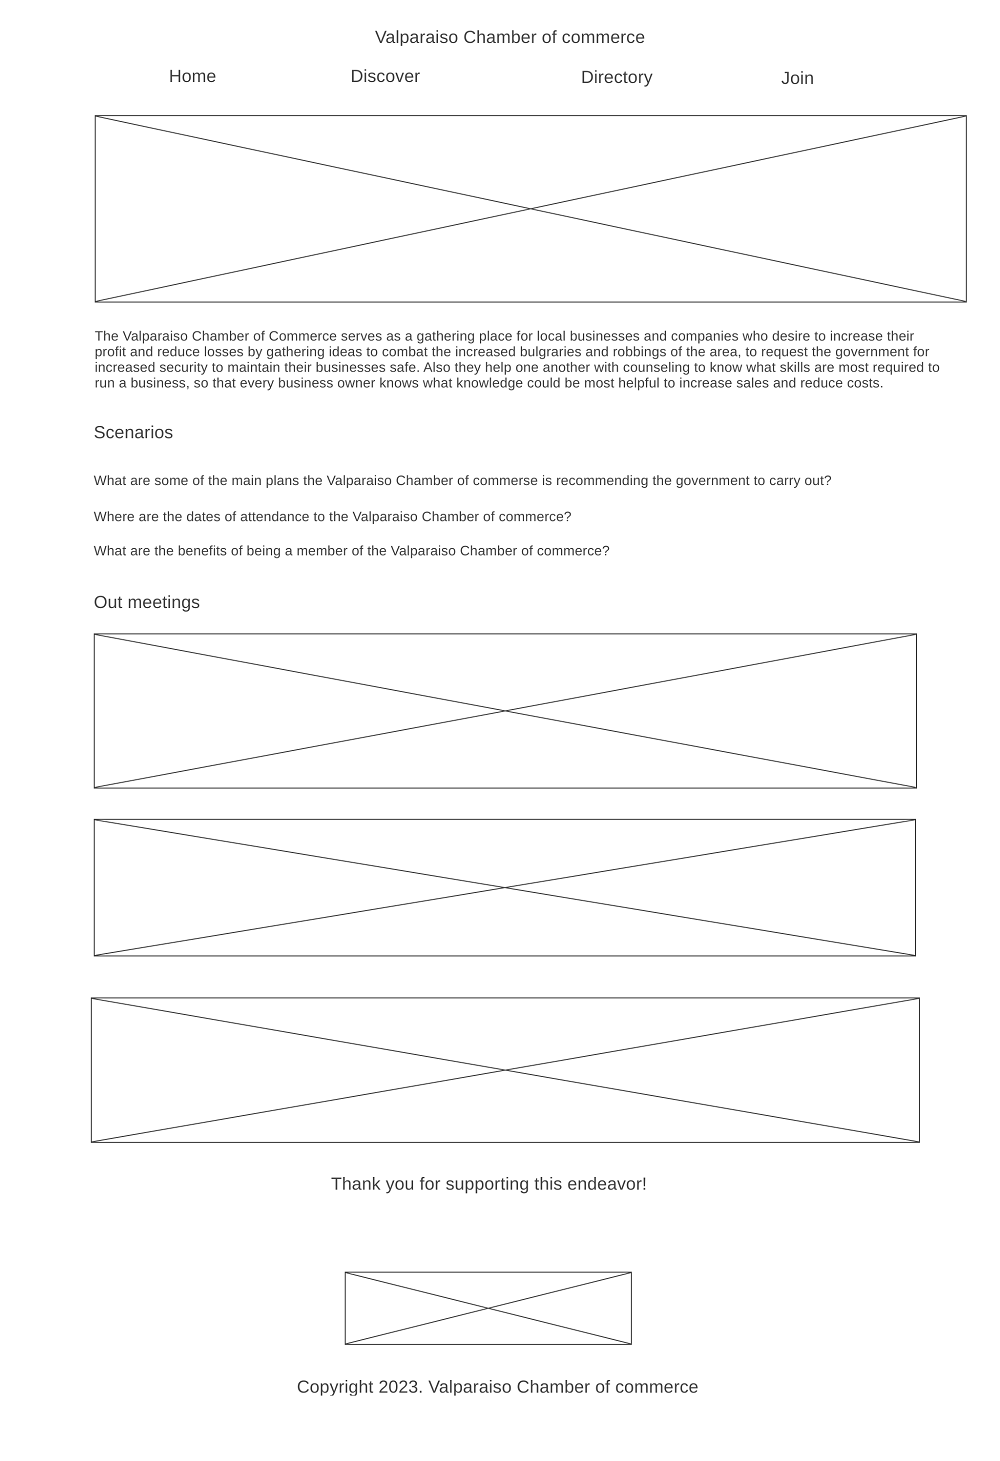 Valparaiso Chamber of commerce
Home Discover Directory Join
The Valparaiso Chamber of Commerce serves as a gathering place for local businesses and companies who desire to increase their
profit and reduce losses by gathering ideas to combat the increased bulgraries and robbings of the area, to request the government for
increased security to maintain their businesses safe. Also they help one another with counseling to know what skills are most required to
run a business, so that every business owner knows what knowledge could be most helpful to increase sales and reduce costs.
Scenarios
What are some of the main plans the Valparaiso Chamber of commerse is recommending the government to carry out?
Where are the dates of attendance to the Valparaiso Chamber of commerce?
What are the benefits of being a member of the Valparaiso Chamber of commerce?
Out meetings
Thank you for supporting this endeavor!
Copyright 2023. Valparaiso Chamber of commerce